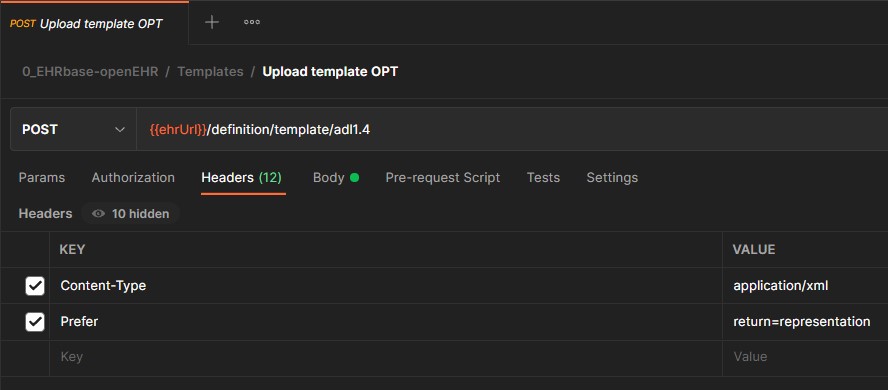 POST Upload template OPT
0_EHRbase-openEHR / Templates / Upload template OPT
POST {{ehrUrl}}/definition/template/adl1.4
Params Authorization Headers (12) Body Pre-request Script Tests Settings
Headers 10 hidden
KEY VALUE
Content-Type application/xml
Prefer return=representation
Key Value